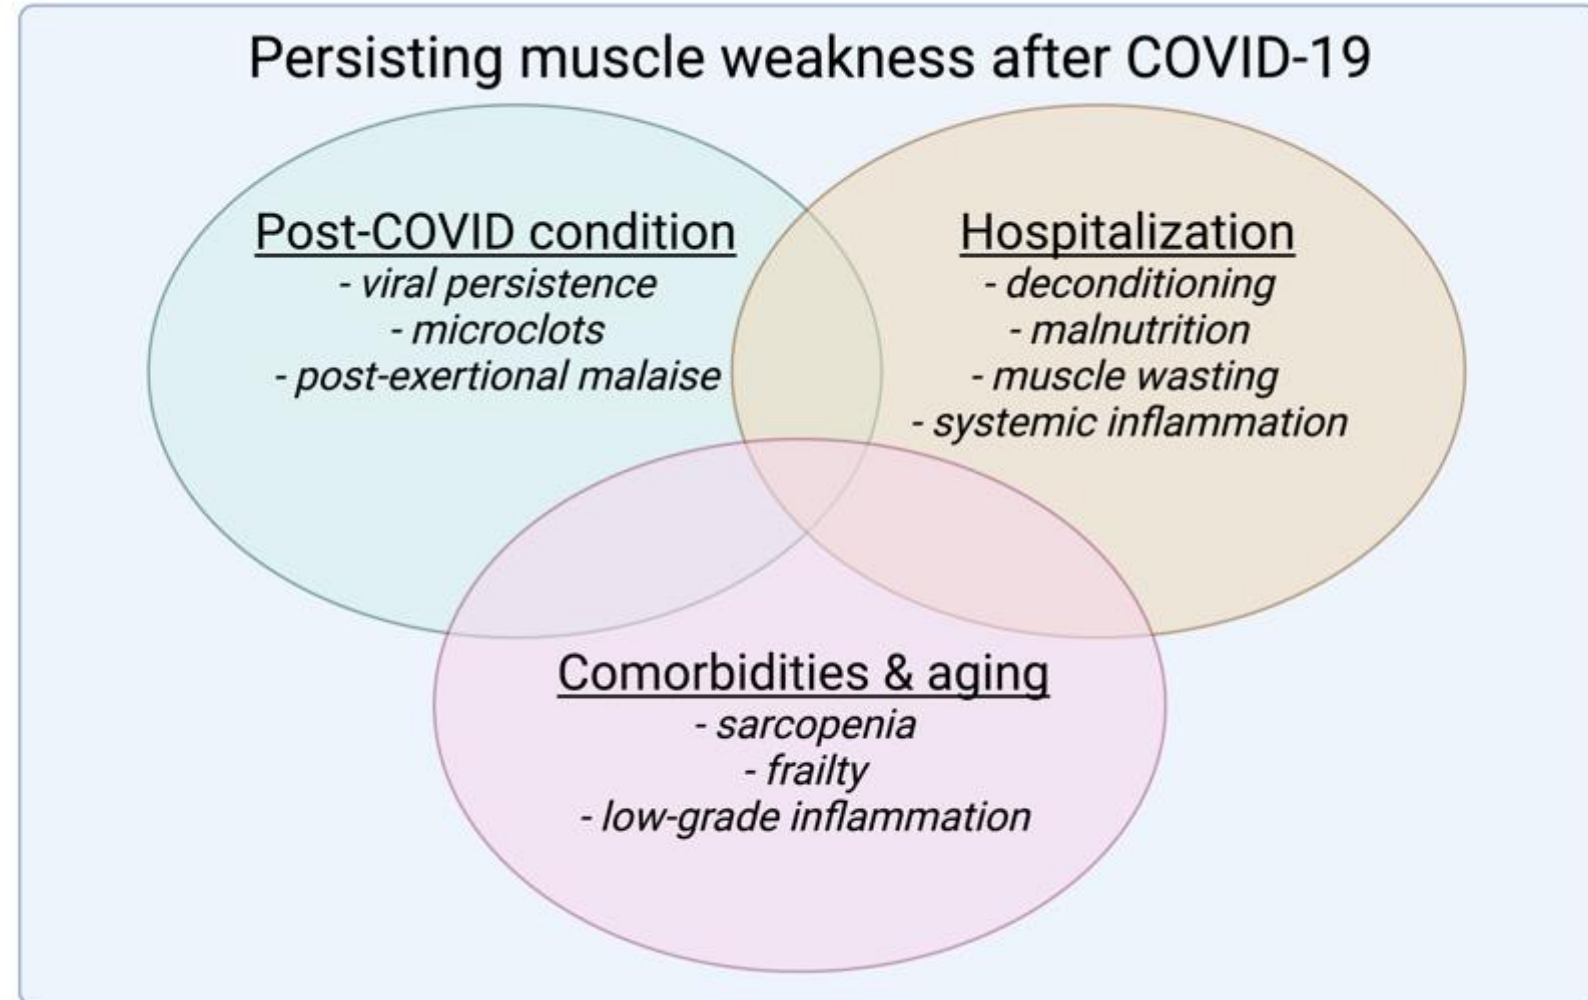 Persisting muscle weakness after COVID-19
Post-COVID condition
- viral persistence
- microclots
- post-exertional malaise
Hospitalization
- deconditioning
- malnutrition
- muscle wasting
- systemic inflammation
Comorbidities & aging
- sarcopenia
- frailty
- low-grade inflammation